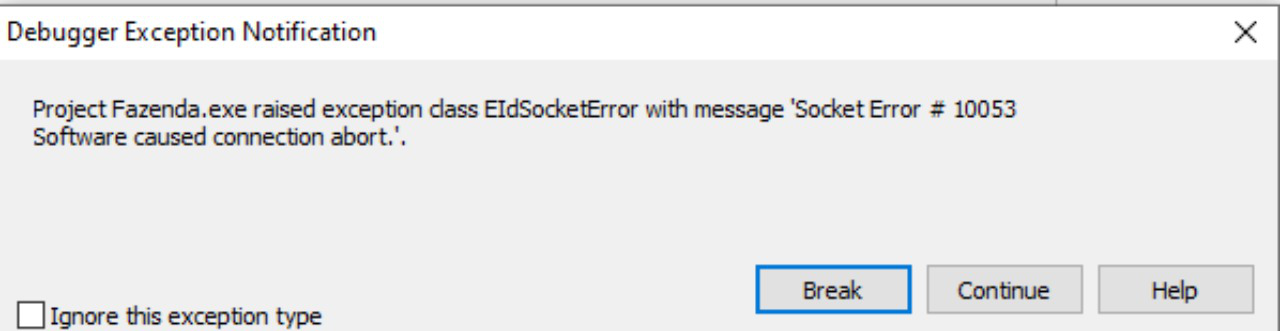 Debugger Exception Notification
Project Fazenda.exe raised exception class EIdSocketError with message 'Socket Error # 10053
Software caused connection abort.'.
Break Continue Help
Ignore this exception type